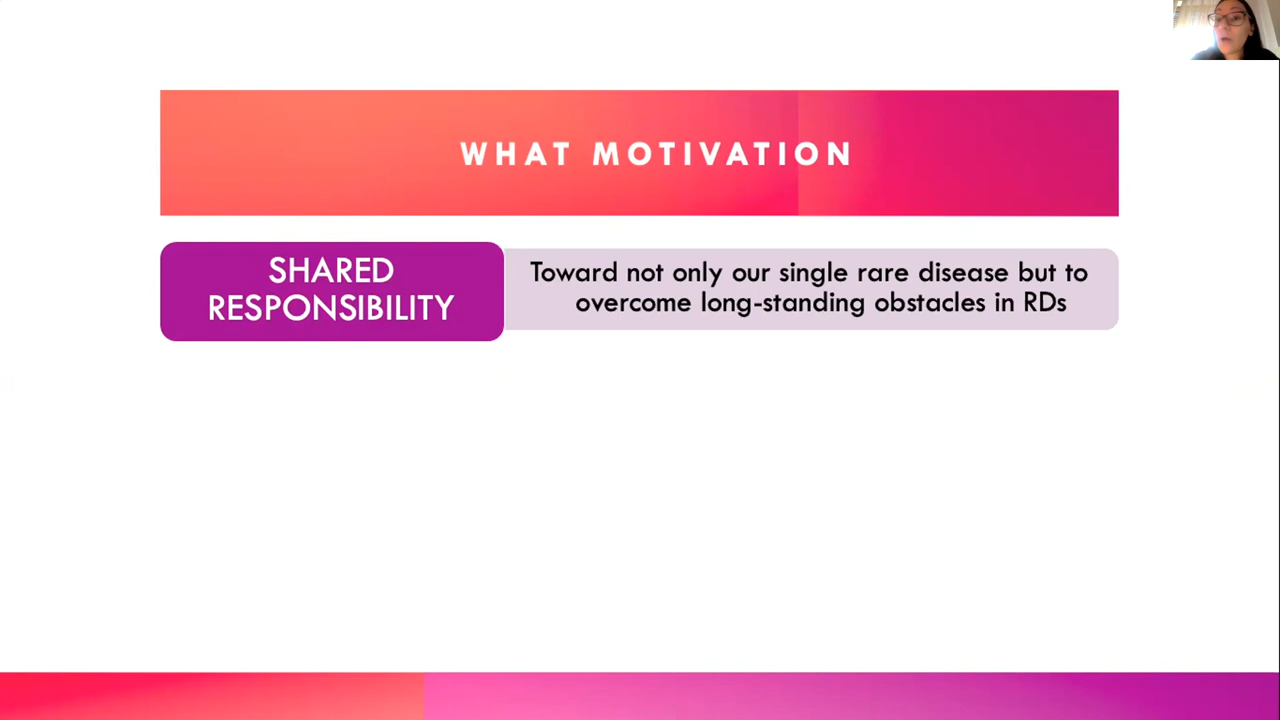 WHAT MOTIVATION
SHARED
RESPONSIBILITY
Toward not only our single rare disease but to
overcome long-standing obstacles in RDs